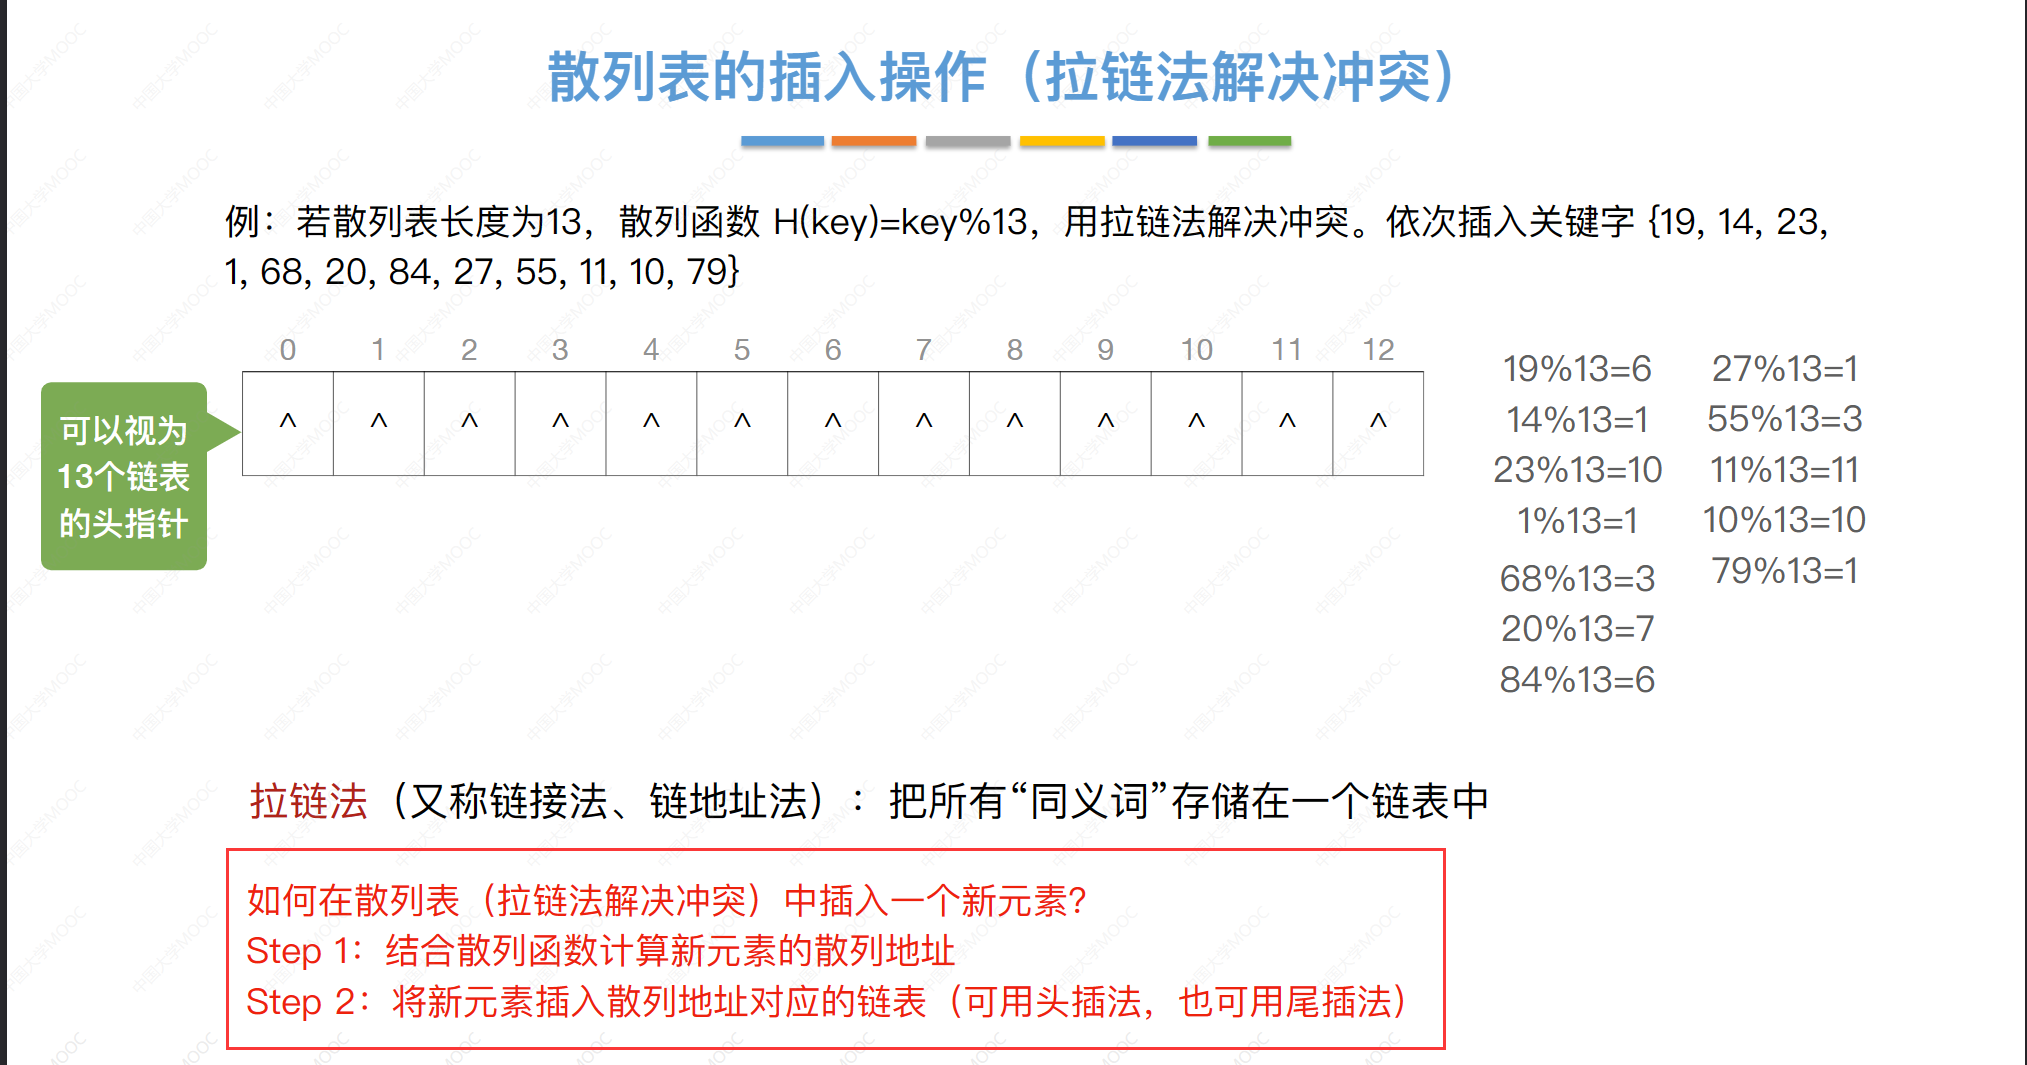 散列表的插入操作（拉链法解决冲突）
例：若散列表长度为13，散列函数 H(key)=key%13，用拉链法解决冲突。依次插入关键字 {19, 14, 23,
1, 68, 20, 84, 27, 55, 11, 10, 79}
0 1 2 3 4 5 6 7 8 9 10 11 12
^ ^ ^ ^ ^ ^ ^ ^ ^ ^ ^ ^ ^
可以视为
13个链表
的头指针
19%13=6
14%13=1
23%13=10
1%13=1
68%13=3
20%13=7
84%13=6
27%13=1
55%13=3
11%13=11
10%13=10
79%13=1
拉链法（又称链接法、链地址法）：把所有“同义词”存储在一个链表中
如何在散列表（拉链法解决冲突）中插入一个新元素？
Step 1：结合散列函数计算新元素的散列地址
Step 2：将新元素插入散列地址对应的链表（可用头插法，也可用尾插法）
中国大学MOOC